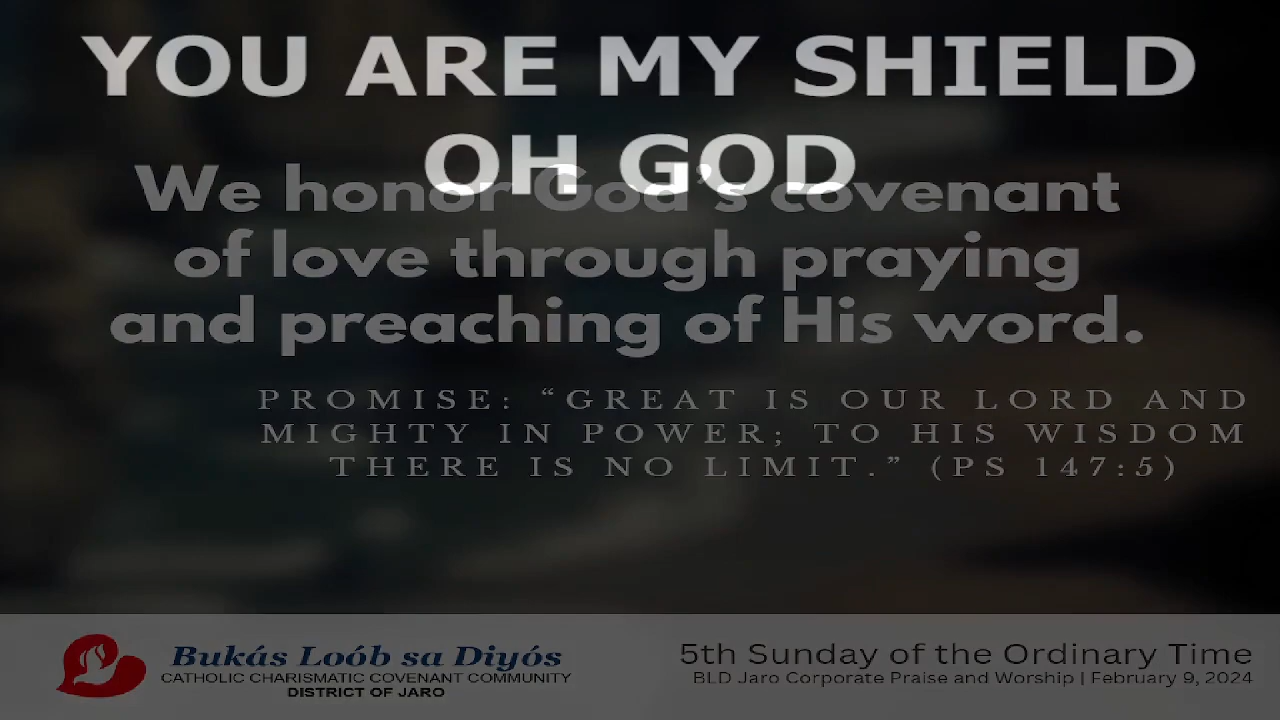 YOU ARE MY SHIELD
OH GOD
We honor God's covenant
of love through praying
and preaching of His word.
PROMISE: “GREAT IS OUR LORD AND
MIGHTY IN POWER; TO HIS WISDOM
THERE IS NO LIMIT.” (PS 147:5)
Bukás Loób sa Diyós
CATHOLIC CHARISMATIC COVENANT COMMUNITY
DISTRICT OF JARO
5th Sunday of the Ordinary Time
BLD Jaro Corporate Praise and Worship | February 9, 2024